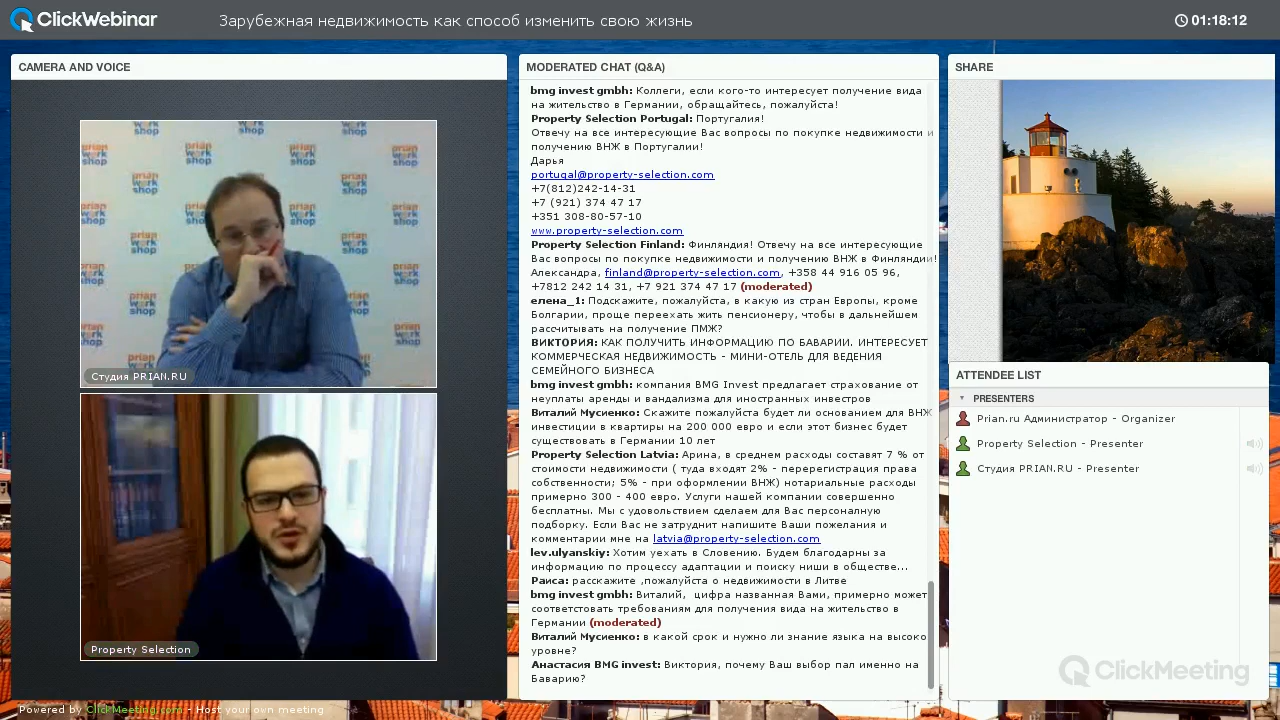 ClickWebinar
Зарубежная недвижимость как способ изменить свою жизнь
01:18:12
CAMERA AND VOICE
prian work shop
Студия PRIAN.RU
Property Selection
MODERATED CHAT (Q&A)
bmg invest gmbh: Коллеги, если кого-то интересует получение вида
на жительство в Германии, обращайтесь, пожалуйста!
Property Selection Portugal: Португалия!
Отвечу на все интересующие Вас вопросы по покупке недвижимости и
получению ВНЖ в Португалии!
Дарья
portugal@property-selection.com
+7(812)242-14-31
+7 (921) 374 47 17
+351 308-80-57-10
www.property-selection.com
Property Selection Finland: Финляндия! Отвечу на все интересующие
Вас вопросы по покупке недвижимости и получению ВНЖ в Финляндии!
Александра, finland@property-selection.com, +358 44 916 05 96,
+7812 242 14 31, +7 921 374 47 17 (moderated)
елена_1: Подскажите, пожалуйста, в какую из стран Европы, кроме
Болгарии, проще переехать жить пенсионеру, чтобы в дальнейшем
рассчитывать на получение ПМЖ?
ВИКТОРИЯ: КАК ПОЛУЧИТЬ ИНФОРМАЦИЮ ПО БАВАРИИ. ИНТЕРЕСУЕТ
КОММЕРЧЕСКАЯ НЕДВИЖИМОСТЬ - МИНИ-ОТЕЛЬ ДЛЯ ВЕДЕНИЯ
СЕМЕЙНОГО БИЗНЕСА
bmg invest gmbh: компания BMG Invest предлагает страхование от
неуплаты аренды и вандализма для иностранных инвестров
Виталий Мусиенко: Скажите пожалуйста будет ли основанием для ВНЖ
инвестиции в квартиры на 200 000 евро и если этот бизнес будет
существовать в Германии 10 лет
Property Selection Latvia: Арина, в среднем расходы составят 7 % от
стоимости недвижимости ( туда входят 2% - перерегистрация права
собственности; 5% - при оформлении ВНЖ) нотариальные расходы
примерно 300 - 400 евро. Услуги нашей компании совершенно
бесплатны. Мы с удовольствием сделаем для Вас персоналную
подборку. Если Вас не затруднит напишите Ваши пожелания и
комментарии мне на latvia@property-selection.com
lev.ulyanskiy: Хотим уехать в Словению. Будем благодарны за
информацию по процессу адаптации и поиску ниши в обществе...
Раиса: расскажите ,пожалуйста о недвижимости в Литве
bmg invest gmbh: Виталий, цифра названная Вами, примерно может
соответстовать требованиям для получения вида на жительство в
Германии (moderated)
Виталий Мусиенко: в какой срок и нужно ли знание языка на высоко
уровне?
Анастасия BMG invest: Виктория, почему Ваш выбор пал именно на
Баварию?
SHARE
ATTENDEE LIST
PRESENTERS
Prian.ru Администратор - Organizer
Property Selection - Presenter
Студия PRIAN.RU - Presenter
ClickMeeting
Powered by ClickMeeting.com - Host your own meeting